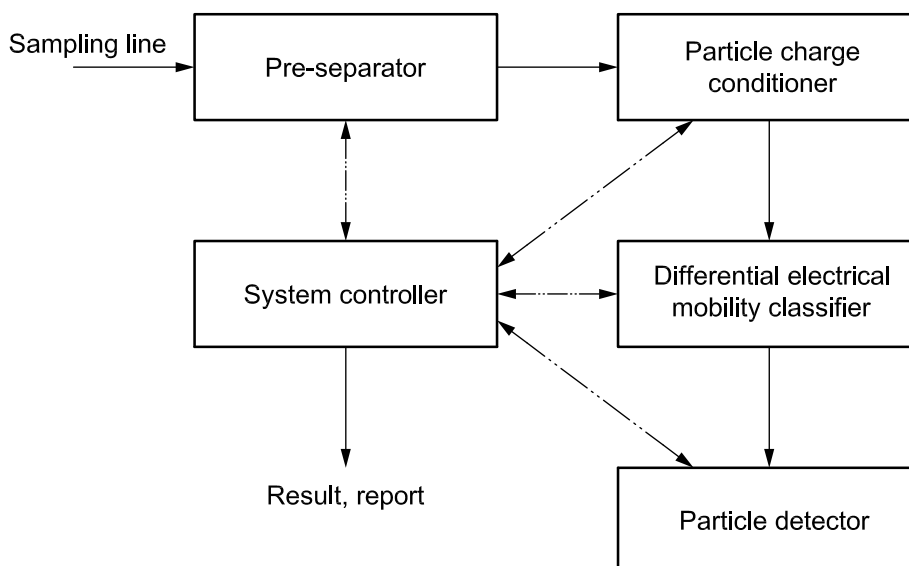 Sampling line
Pre-separator
Particle charge
conditioner
System controller
Differential electrical
mobility classifier
Result, report
Particle detector